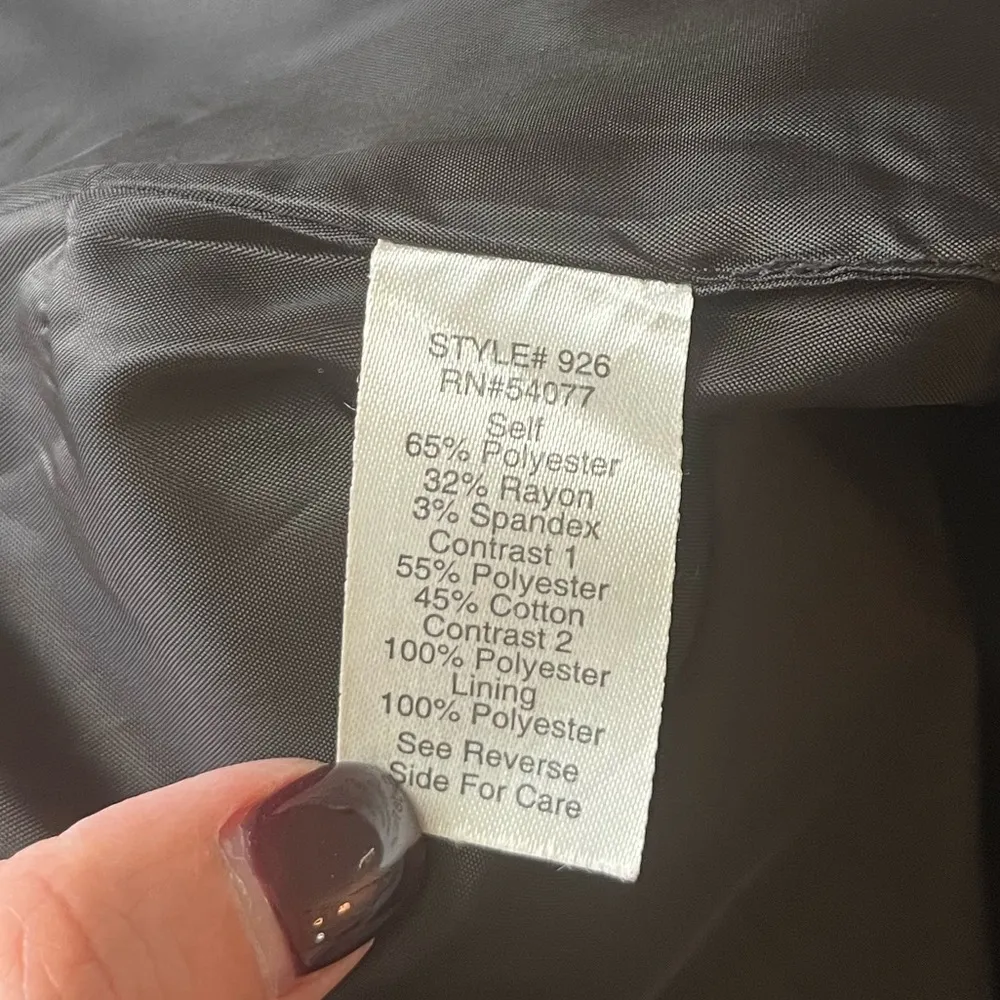 STYLE# 926
RN#54077
Self
65% Polyester
32% Rayon
3% Spandex
Contrast 1
55% Polyester
45% Cotton
Contrast 2
100% Polyester
Lining
100% Polyester
See Reverse
Side For Care